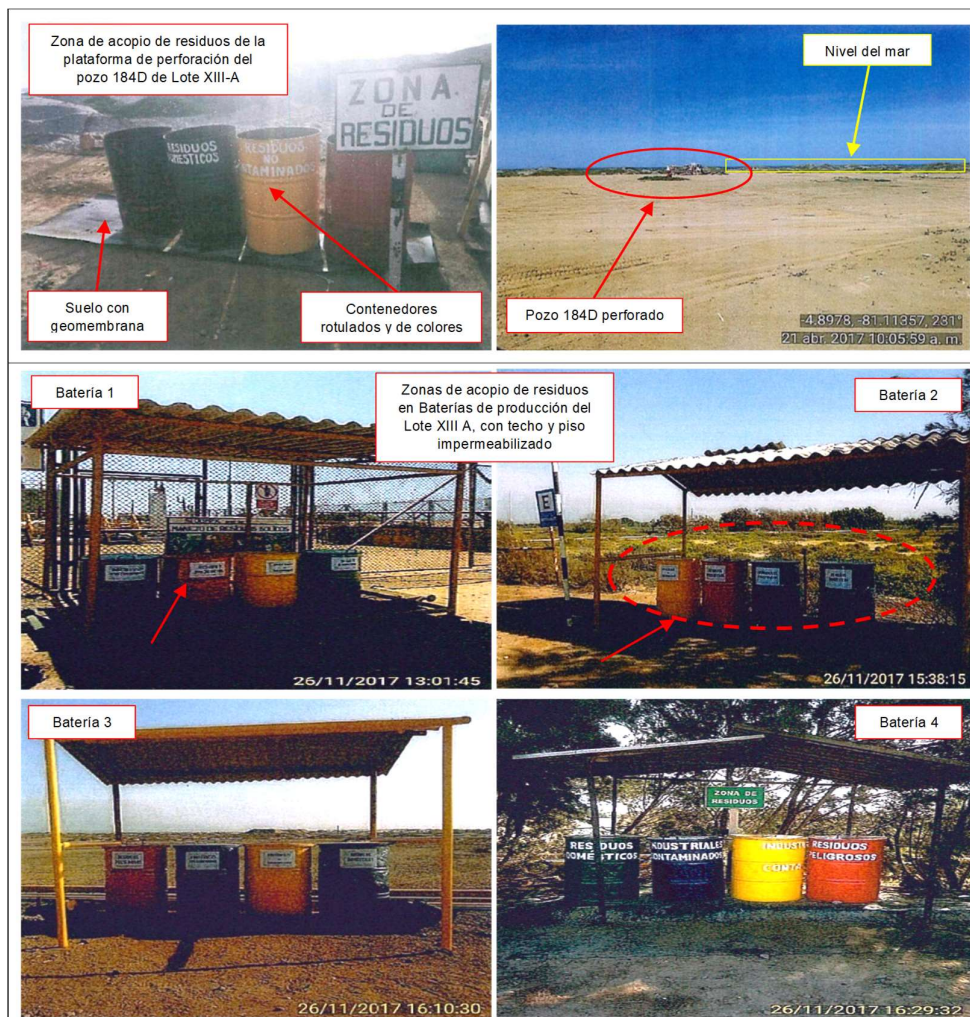 Zona de acopio de residuos de la
plataforma de perforación del
pozo 184D de Lote XIII-A
ZONA
DE
RESIDUOS
RESIDUOS
DOMESTICOS
RESIDUOS
NO
Suelo con
geomembrana
Contenedores
rotulados y de colores
Nivel del mar
Pozo 184D perforado
-4.8978, -81.11357, 231°
21 abr. 2017 10:05:59 a. m.
Batería 1
Zonas de acopio de residuos
en Baterías de producción del
Lote XIII A, con techo y piso
impermeabilizado
Batería 2
26/11/2017 13:01:45
E
26/11/2017 15:38:15
Batería 3
26/11/2017 16:10:30
Batería 4
ZONA DE
RESIDUOS
RESIDUOS
DOMÉSTICOS
INDUSTRIALES
CONTAMINADOS
INDUST
CONT
RESIDUOS
PELIGROSOS
26/11/2017 16:29:32